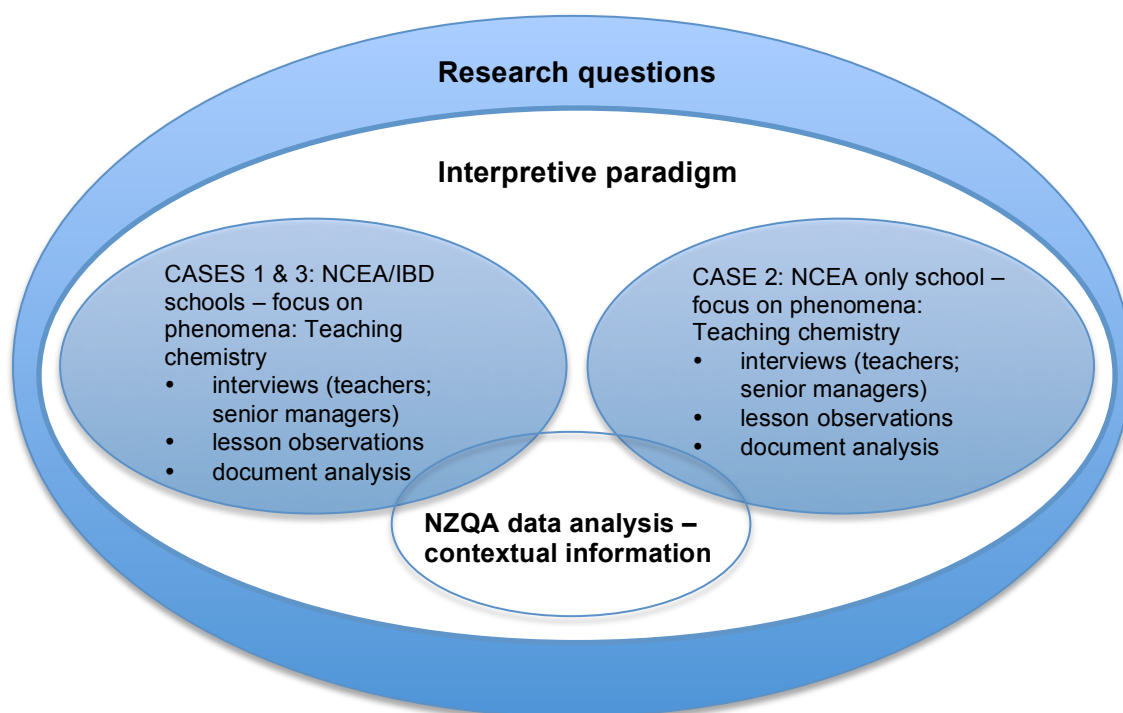 Research questions
Interpretive paradigm
CASES 1 & 3: NCEA/IBD
schools – focus on
phenomena: Teaching
chemistry
• interviews (teachers;
senior managers)
• lesson observations
• document analysis
CASE 2: NCEA only school –
focus on phenomena:
Teaching chemistry
• interviews (teachers;
senior managers)
• lesson observations
• document analysis
NZQA data analysis –
contextual information